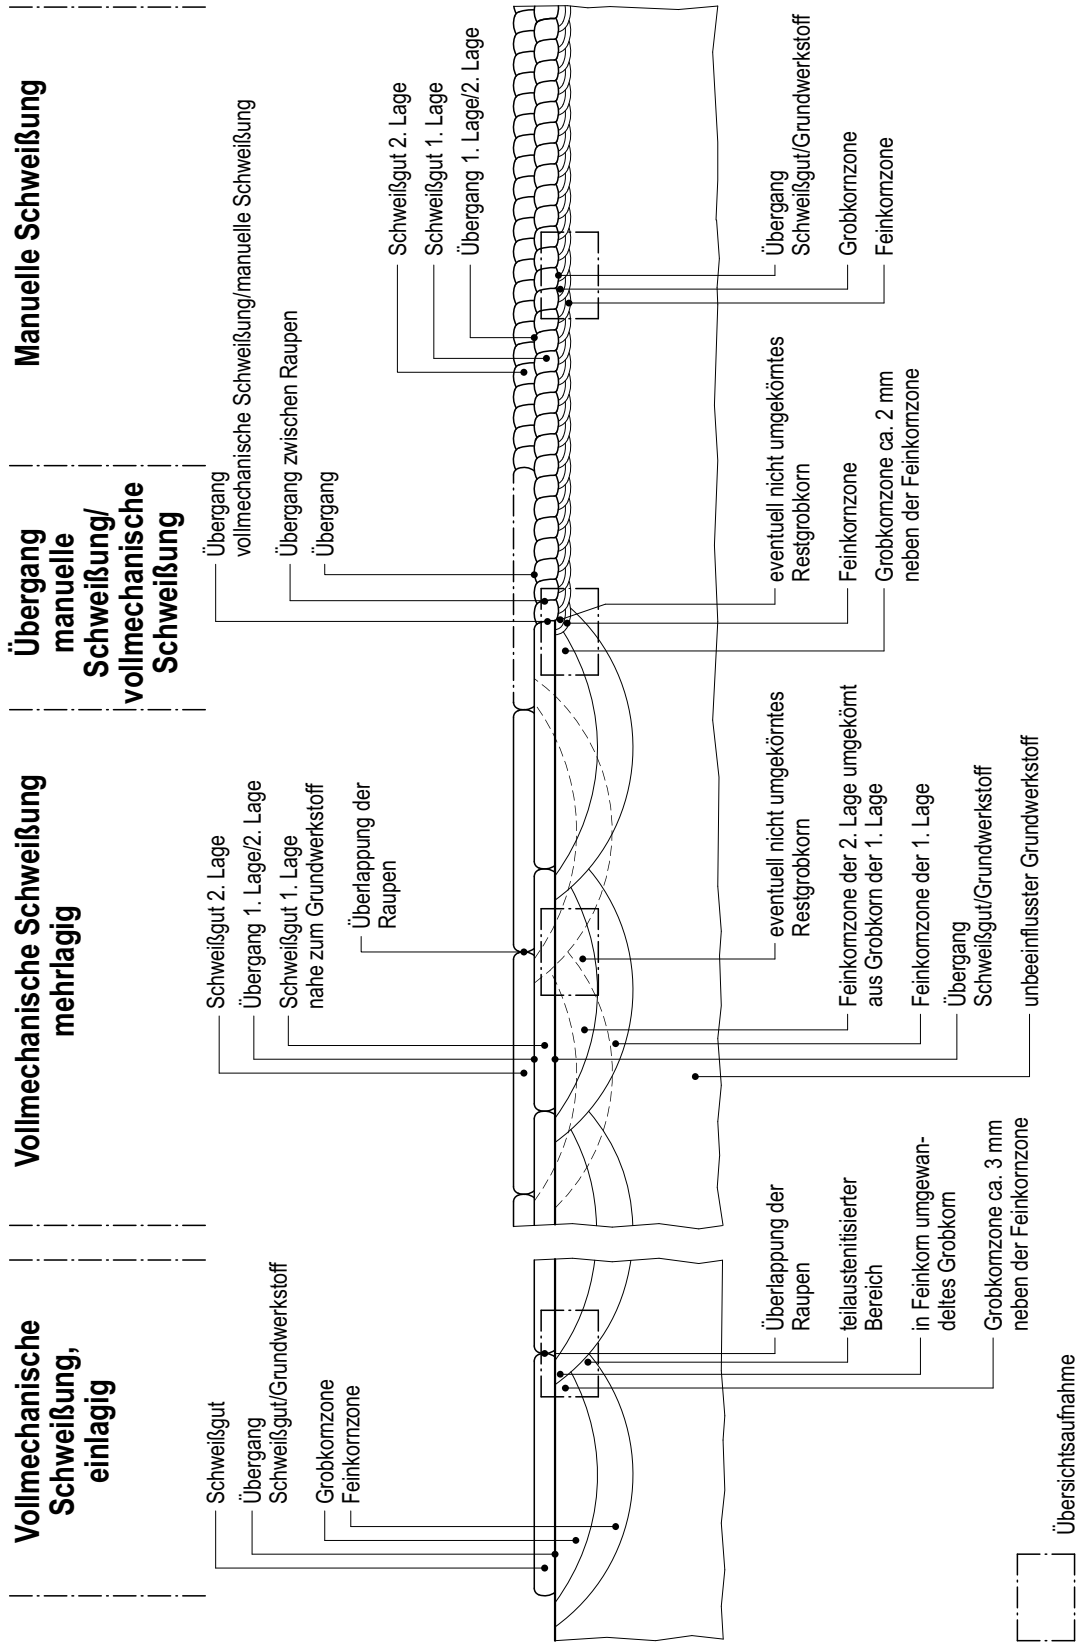 Vollmechanische
Schweißung,
einlagig
Schweißgut
Übergang
Schweißgut/Grundwerkstoff
Grobkornzone
Feinkornzone
Überlappung der
Raupen
teilaustenitisierter
Bereich
in Feinkorn umgewan-
deltes Grobkorn
Grobkornzone ca. 3 mm
neben der Feinkornzone
Vollmechanische Schweißung
mehrlagig
Schweißgut 2. Lage
Übergang 1. Lage/2. Lage
Schweißgut 1. Lage
nahe zum Grundwerkstoff
Überlappung der
Raupen
eventuell nicht umgekörntes
Restgrobkorn
Feinkornzone der 2. Lage umgekörnt
aus Grobkorn der 1. Lage
Feinkornzone der 1. Lage
Übergang
Schweißgut/Grundwerkstoff
unbeeinflusster Grundwerkstoff
Übergang
manuelle
Schweißung/
vollmechanische
Schweißung
Übergang
vollmechanische Schweißung/manuelle Schweißung
Übergang zwischen Raupen
Übergang
eventuell nicht umgekörntes
Restgrobkorn
Feinkornzone
Grobkornzone ca. 2 mm
neben der Feinkornzone
Manuelle Schweißung
Schweißgut 2. Lage
Schweißgut 1. Lage
Übergang 1. Lage/2. Lage
Übergang
Schweißgut/Grundwerkstoff
Grobkornzone
Feinkornzone
Übersichtsaufnahme